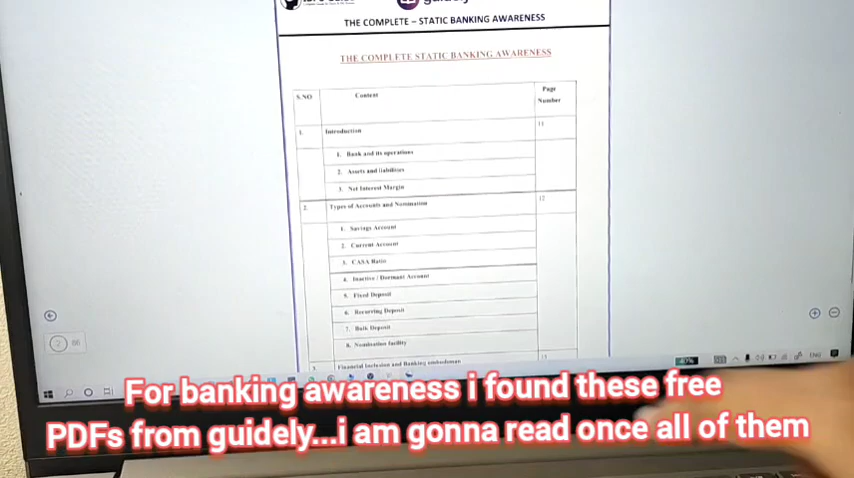 guidely
THE COMPLETE – STATIC BANKING AWARENESS
THE COMPLETE STATIC BANKING AWARENESS
S.NO Content Page Number
1. Introduction 11
1. Bank and its operations
2. Assets and liabilities
3. Net Interest Margin
2. Types of Accounts and Nomination 12
1. Savings Account
2. Current Account
3. CASA Ratio
4. Inactive / Dormant Account
5. Fixed Deposit
6. Recurring Deposit
7. Bulk Deposit
8. Nomination facility
3. Financial Inclusion and Banking ombudsman
2 66
ENG
For banking awareness i found these free
PDFs from guidely...i am gonna read once all of them